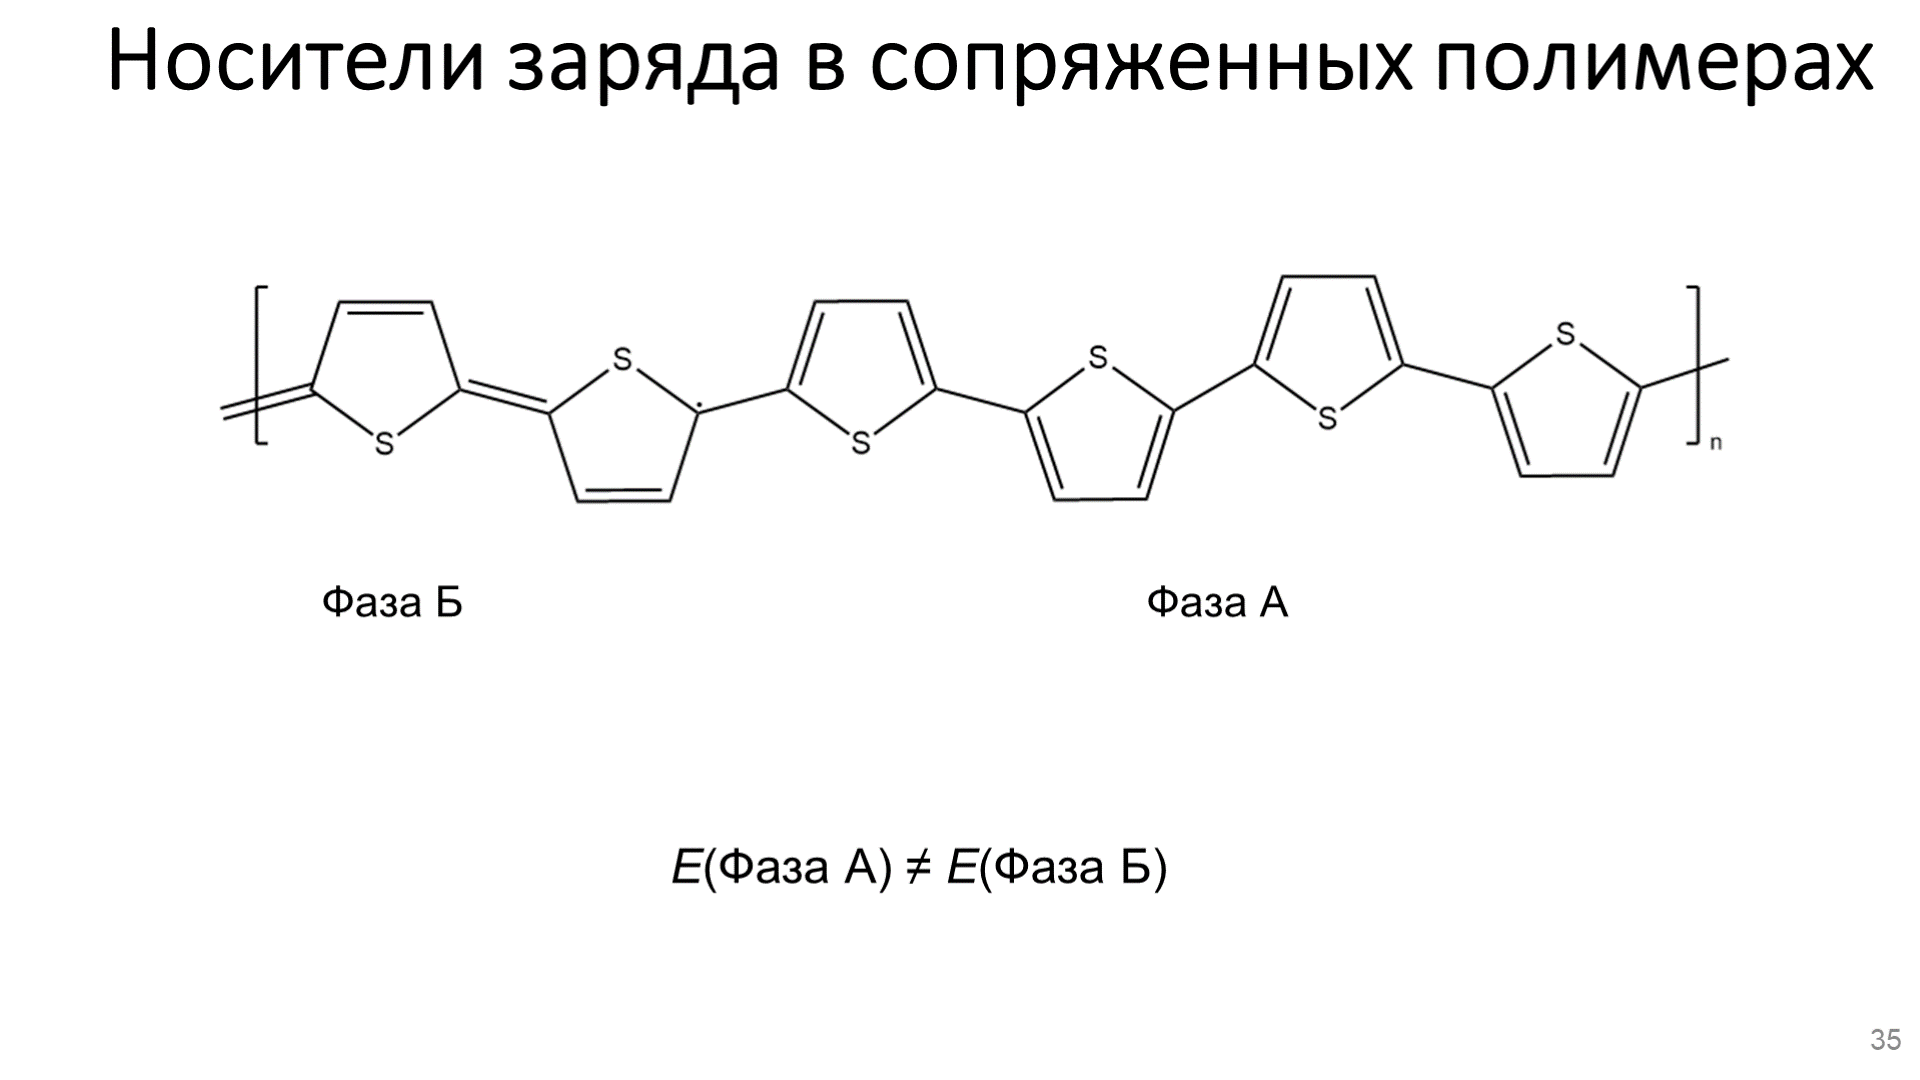 Носители заряда в сопряженных полимерах
S S S S S S
n
Фаза Б Фаза А
E(Фаза А) ≠ E(Фаза Б)
35